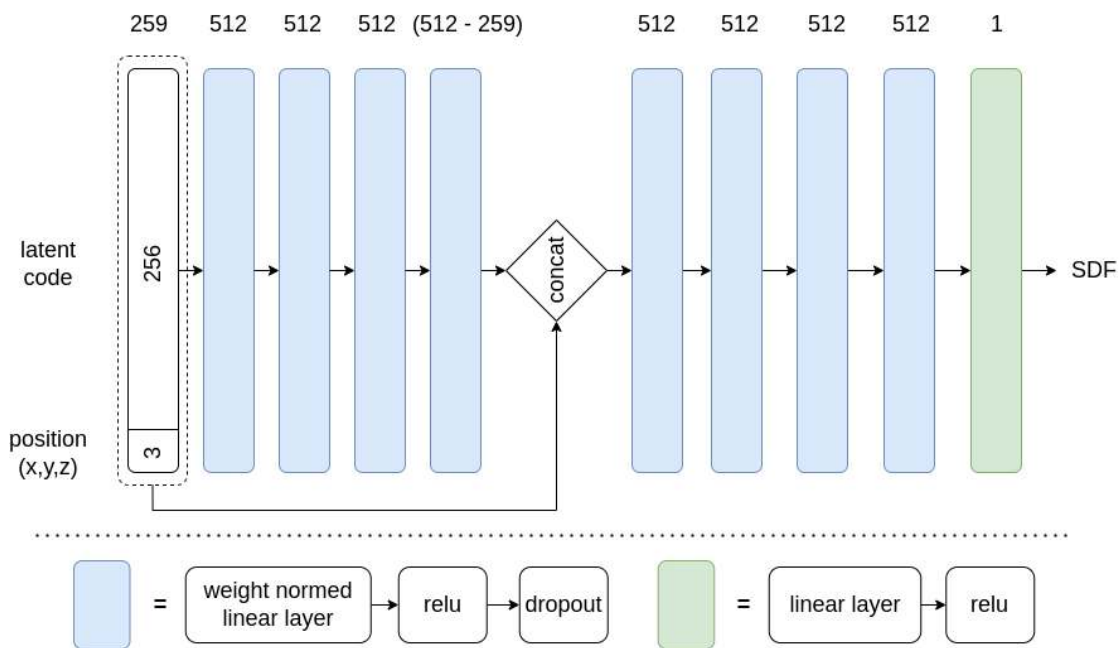 259 512 512 512 (512 - 259) 512 512 512 512 1
latent
code
256
position
(x,y,z)
3
concat
SDF
= weight normed
linear layer
relu
dropout
= linear layer
relu